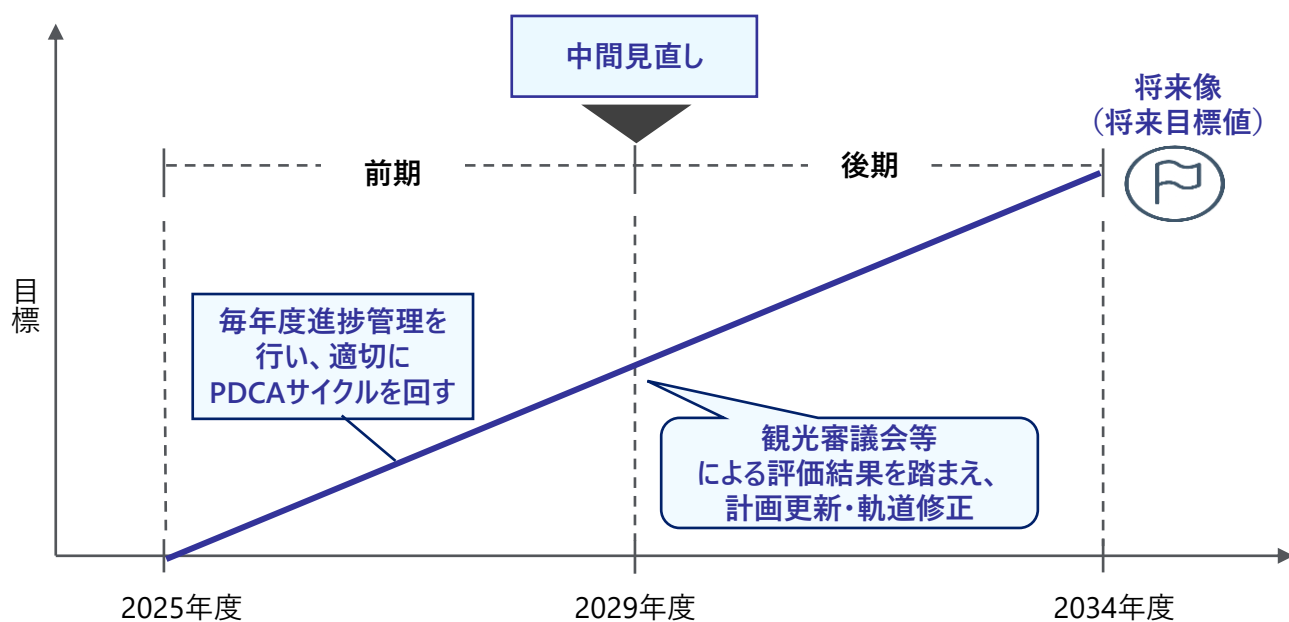 中間見直し
将来像
（将来目標値）
前期
後期
目標
毎年度進捗管理を
行い、適切に
PDCAサイクルを回す
観光審議会等
による評価結果を踏まえ、
計画更新・軌道修正
2025年度
2029年度
2034年度